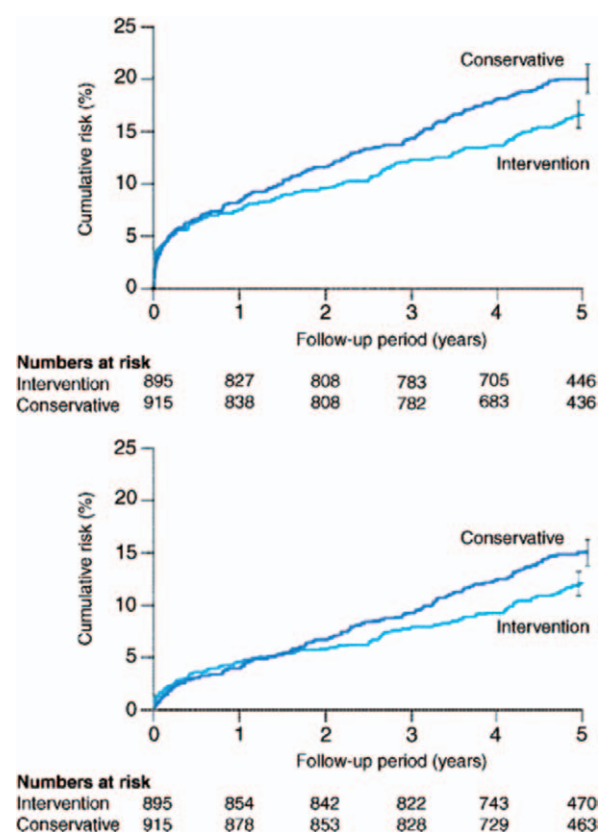 25
Conservative
20
15
Cumulative risk (%)
Intervention
10
5
0
0 1 2 3 4 5
Follow-up period (years)
Numbers at risk
Intervention 895 827 808 783 705 446
Conservative 915 838 808 782 683 436
25
20
Cumulative risk (%)
Conservative
15
10
Intervention
5
0
0 1 2 3 4 5
Follow-up period (years)
Numbers at risk
Intervention 895 854 842 822 743 470
Conservative 915 878 853 828 729 463